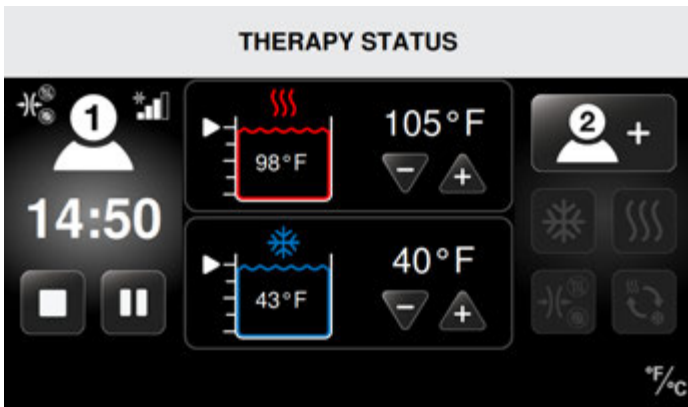 THERAPY STATUS
1
14:50
98°F
105°F
43°F
40°F
2 +
°F/°C